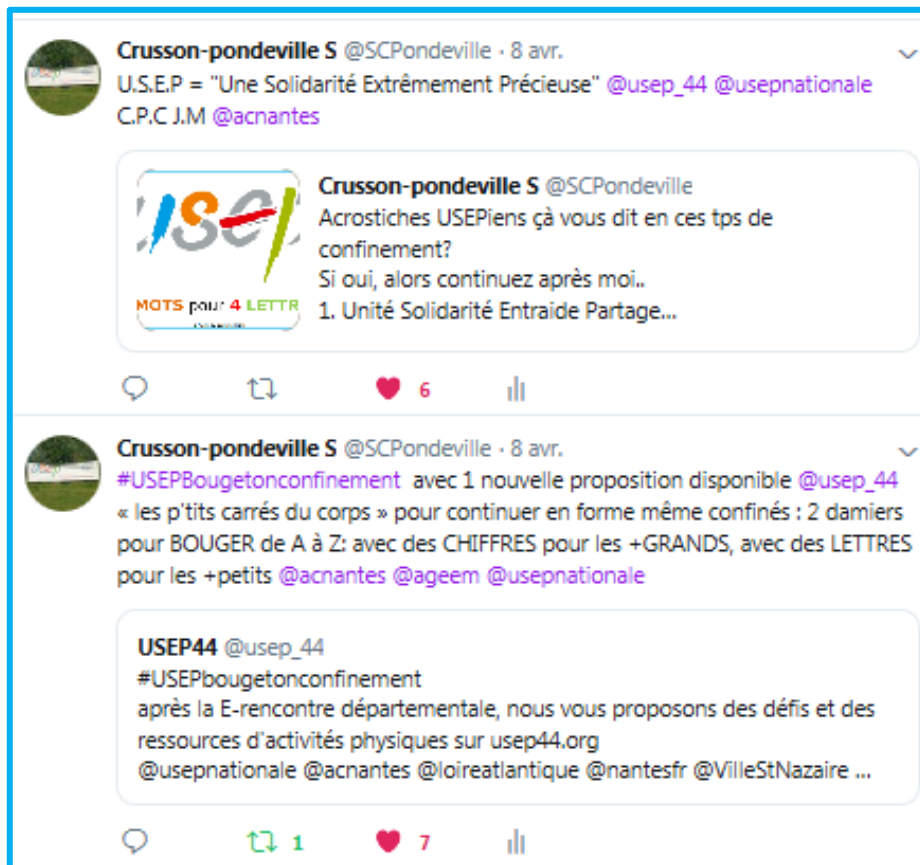 Crusson-pondeville S @SCPondeville · 8 avr.
U.S.E.P = "Une Solidarité Extrêmement Précieuse" @usep_44 @usepnationale
C.P.C J.M @acnantes
usep
MOTS pour 4 LETTR
Crusson-pondeville S @SCPondeville
Acrostiches USEPiens çà vous dit en ces tps de
confinement?
Si oui, alors continuez après moi..
1. Unité Solidarité Entraide Partage...
6
Crusson-pondeville S @SCPondeville · 8 avr.
#USEPBougetonconfinement avec 1 nouvelle proposition disponible @usep_44
« les p'tits carrés du corps » pour continuer en forme même confinés : 2 damiers
pour BOUGER de A à Z: avec des CHIFFRES pour les +GRANDS, avec des LETTRES
pour les +petits @acnantes @ageem @usepnationale
USEP44 @usep_44
#USEPbougetonconfinement
après la E-rencontre départementale, nous vous proposons des défis et des
ressources d'activités physiques sur usep44.org
@usepnationale @acnantes @loireatlantique @nantesfr @VilleStNazaire ...
1 7